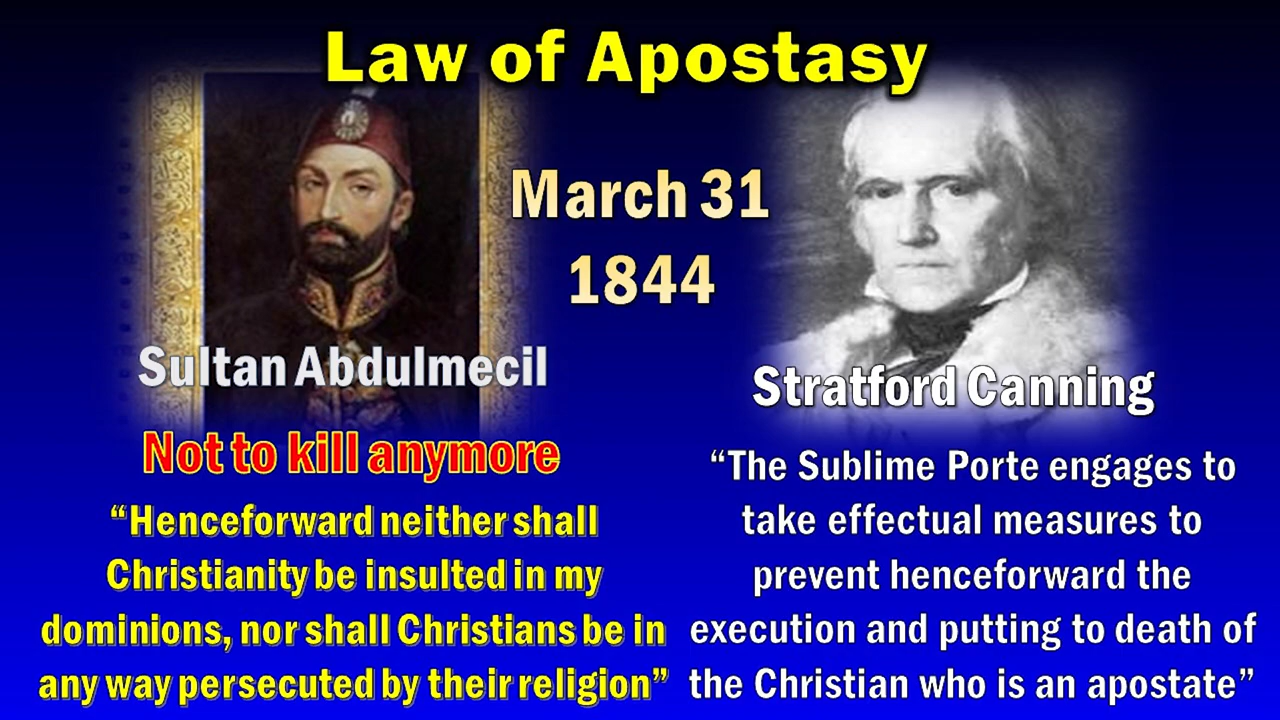 Law of Apostasy
March 31
1844
Sultan Abdulmecil
Stratford Canning
Not to kill anymore
“Henceforward neither shall
Christianity be insulted in my
dominions, nor shall Christians be in
any way persecuted by their religion”
“The Sublime Porte engages to
take effectual measures to
prevent henceforward the
execution and putting to death of
the Christian who is an apostate”